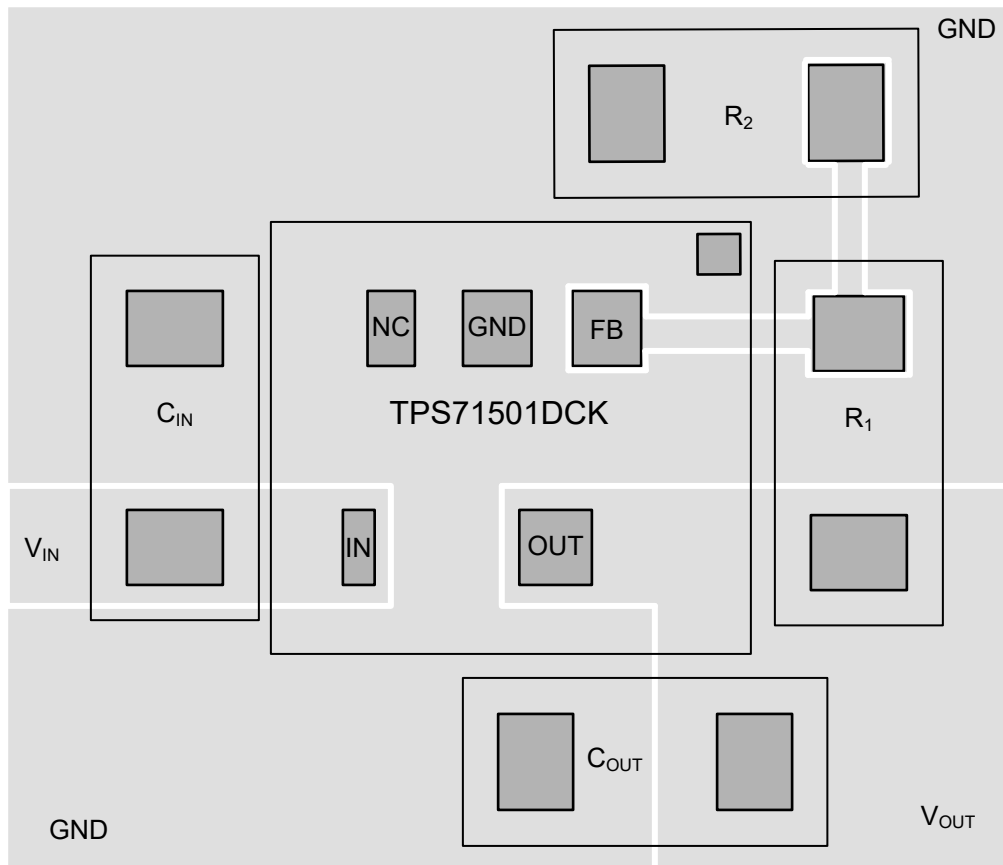 GND
R2
NC GND FB
TPS71501DCK
CIN
R1
VIN
IN OUT
COUT
GND
VOUT